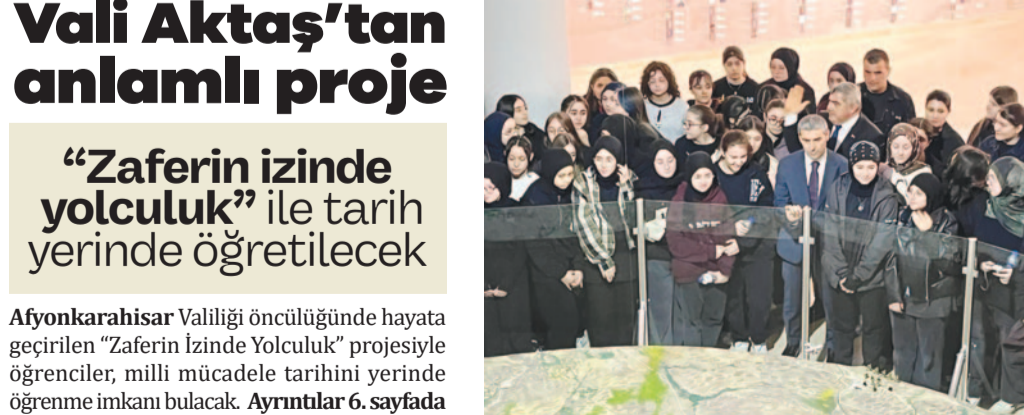 Vali Aktaş’tan
anlamlı proje
“Zaferin izinde
yolculuk” ile tarih
yerinde öğretilecek
Afyonkarahisar Valiliği öncülüğünde hayata
geçirilen “Zaferin İzinde Yolculuk” projesiyle
öğrenciler, milli mücadele tarihini yerinde
öğrenme imkanı bulacak. Ayrıntılar 6. sayfada